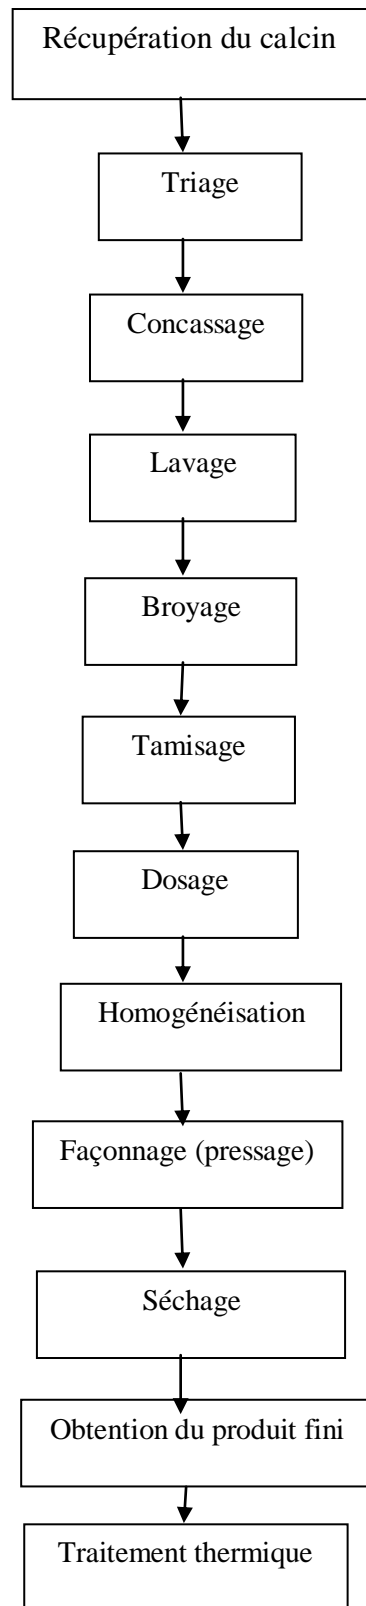 Récupération du calcin
Triage
Concassage
Lavage
Broyage
Tamisage
Dosage
Homogénéisation
Façonnage (pressage)
Séchage
Obtention du produit fini
Traitement thermique